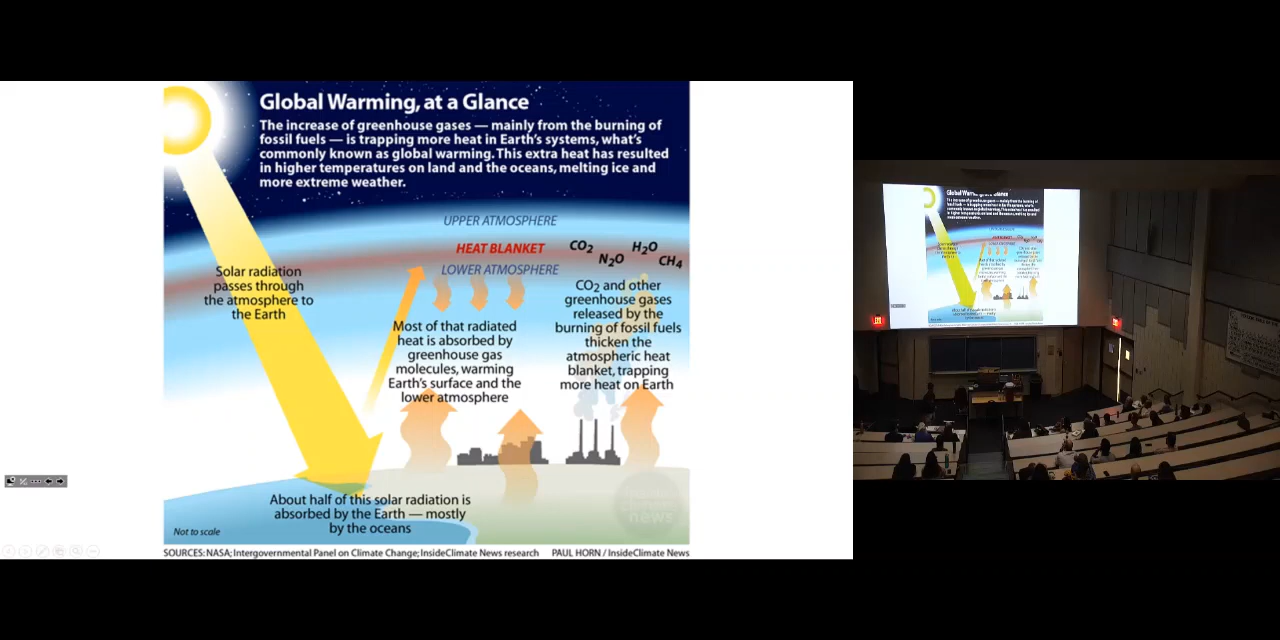 Global Warming, at a Glance
The increase of greenhouse gases — mainly from the burning of
fossil fuels — is trapping more heat in Earth's systems, what's
commonly known as global warming. This extra heat has resulted
in higher temperatures on land and the oceans, melting ice and
more extreme weather.
UPPER ATMOSPHERE
HEAT BLANKET
CO2
N2O
H2O
CH4
LOWER ATMOSPHERE
Solar radiation
passes through
the atmosphere to
the Earth
Most of that radiated
heat is absorbed by
greenhouse gas
molecules, warming
Earth's surface and the
lower atmosphere
CO2 and other
greenhouse gases
released by the
burning of fossil fuels
thicken the
atmospheric heat
blanket, trapping
more heat on Earth
About half of this solar radiation is
absorbed by the Earth — mostly
by the oceans
Not to scale
news
SOURCES: NASA; Intergovernmental Panel on Climate Change; InsideClimate News research
PAUL HORN / InsideClimate News